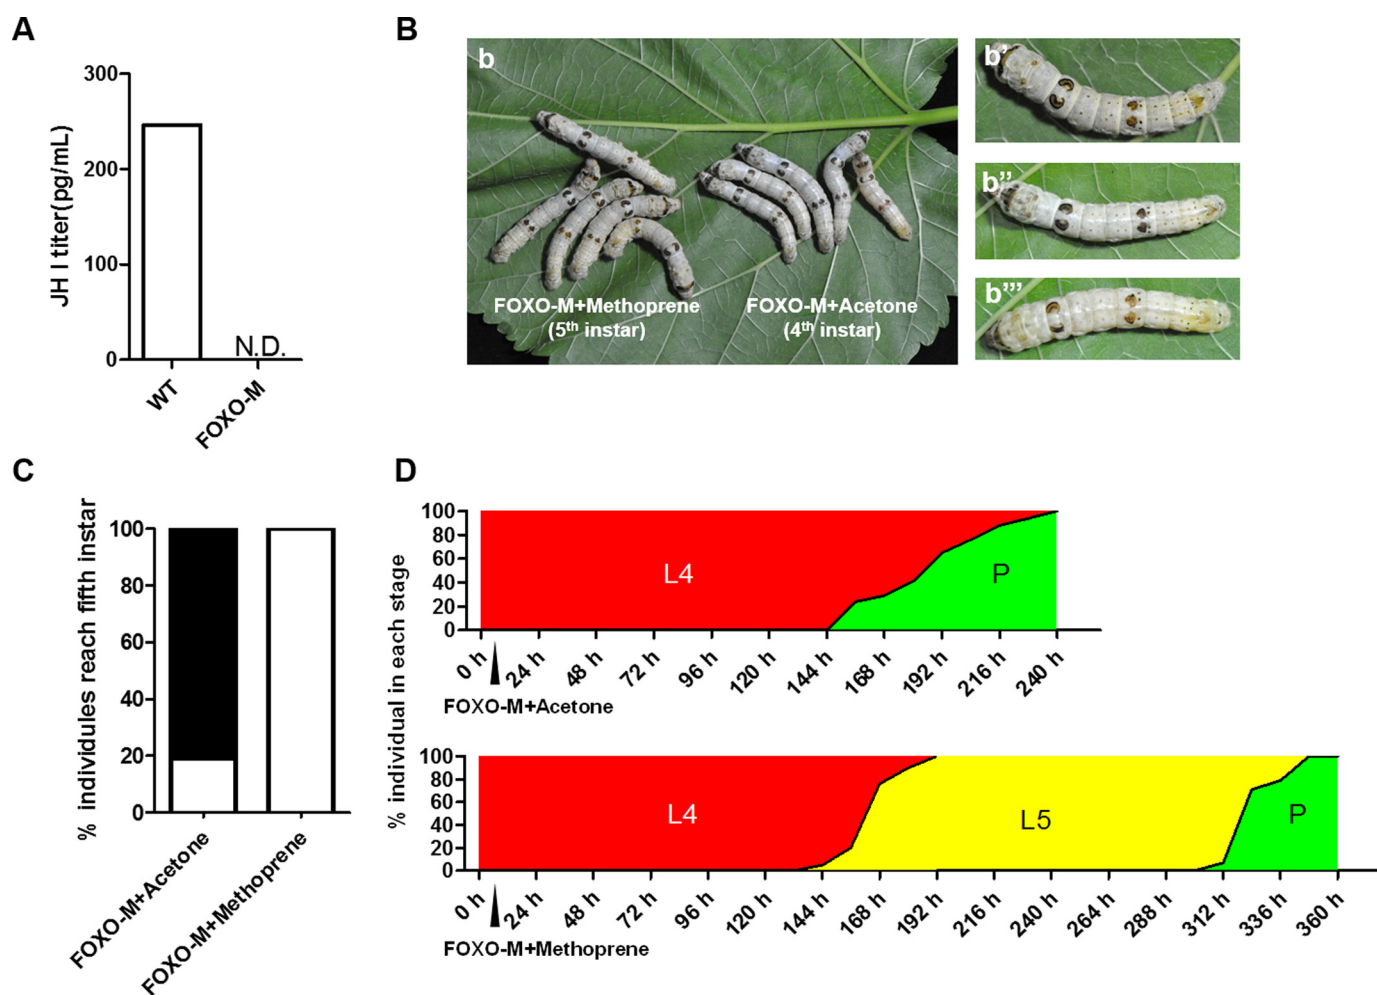 A
JH I titer(pg/mL)
300
200
100
0
N.D.
WT
FOXO-M
B
b
FOXO-M+Methoprene
(5th instar)
FOXO-M+Acetone
(4th instar)
b’
b’’
b’’’
C
% individules reach fifth instar
100
80
60
40
20
0
FOXO-M+Acetone
FOXO-M+Methoprene
D
% individual in each stage
100
80
60
40
20
0
L4
P
0 h
24 h
48 h
72 h
96 h
120 h
144 h
168 h
192 h
216 h
240 h
FOXO-M+Acetone
100
80
60
40
20
0
L4
L5
P
0 h
24 h
48 h
72 h
96 h
120 h
144 h
168 h
192 h
216 h
240 h
264 h
288 h
312 h
336 h
360 h
FOXO-M+Methoprene